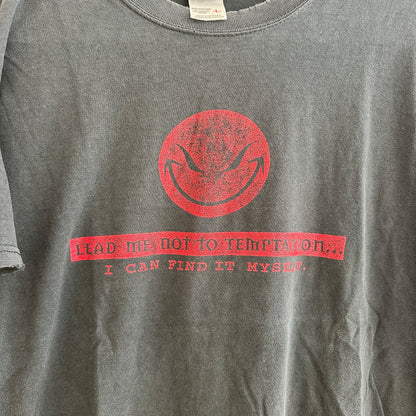 LEAD ME NOT TO TEMPTATION...
I CAN FIND IT MYSELF.